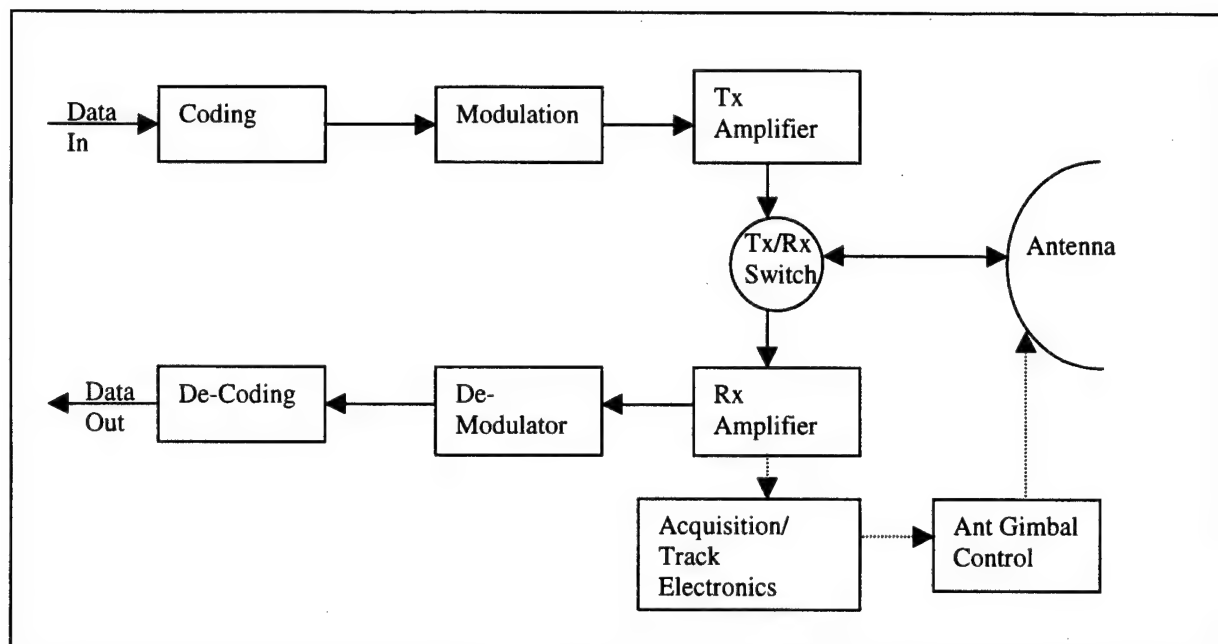 Data
In
Coding
Modulation
Tx
Amplifier
Tx/Rx
Switch
Antenna
Data
Out
De-Coding
De-
Modulator
Rx
Amplifier
Acquisition/
Track
Electronics
Ant Gimbal
Control